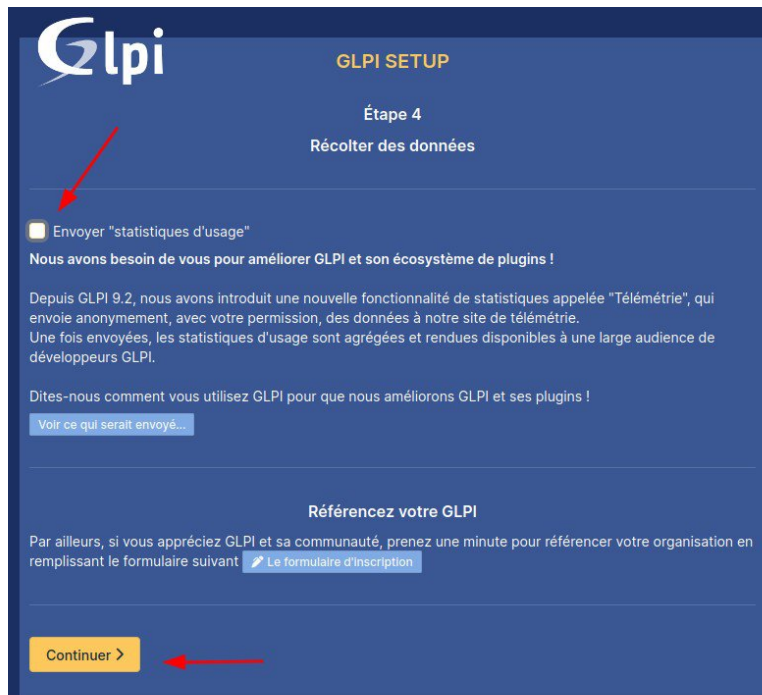 Glpi
GLPI SETUP
Étape 4
Récolter des données
Envoyer "statistiques d'usage"
Nous avons besoin de vous pour améliorer GLPI et son écosystème de plugins !
Depuis GLPI 9.2, nous avons introduit une nouvelle fonctionnalité de statistiques appelée "Télémétrie", qui
envoie anonymement, avec votre permission, des données à notre site de télémétrie.
Une fois envoyées, les statistiques d'usage sont agrégées et rendues disponibles à une large audience de
développeurs GLPI.
Dites-nous comment vous utilisez GLPI pour que nous améliorons GLPI et ses plugins !
Voir ce qui serait envoyé...
Référencez votre GLPI
Par ailleurs, si vous appréciez GLPI et sa communauté, prenez une minute pour référencer votre organisation en
remplissant le formulaire suivant Le formulaire d'inscription
Continuer >